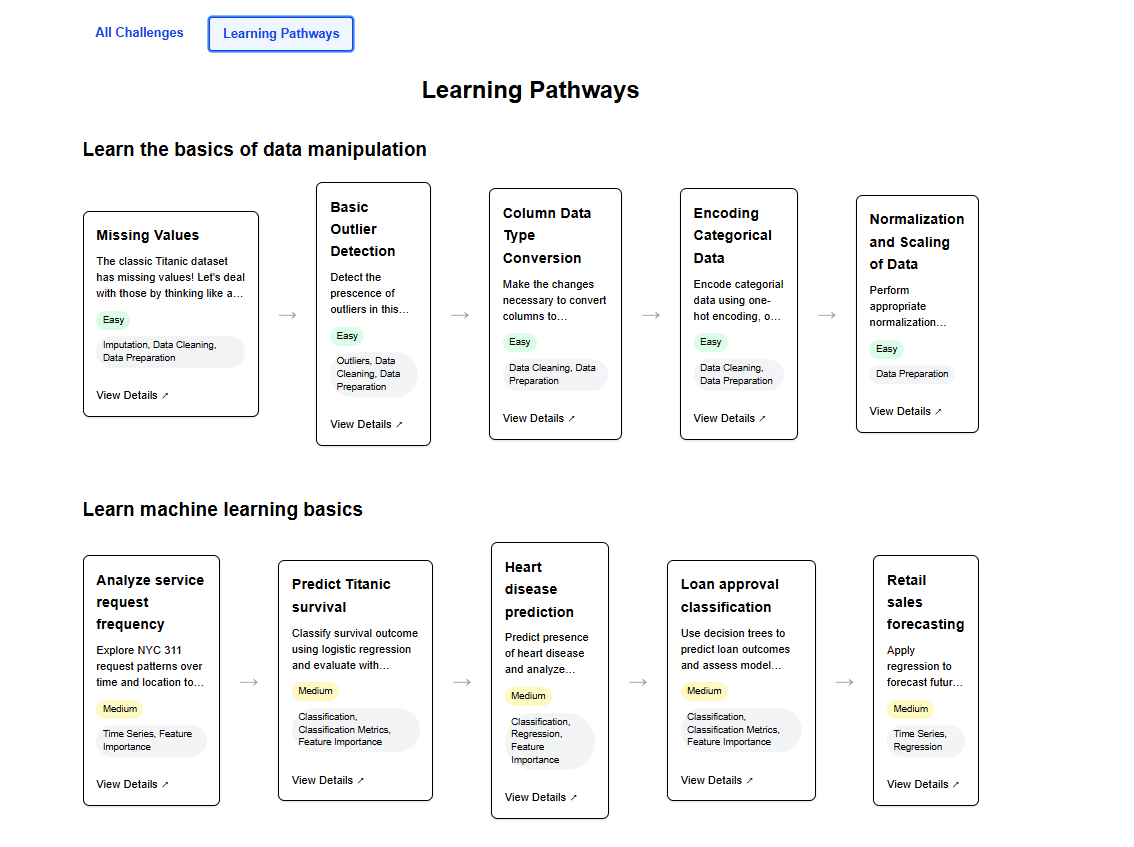 All Challenges
Learning Pathways
Learning Pathways
Learn the basics of data manipulation
Missing Values
The classic Titanic dataset
has missing values! Let's deal
with those by thinking like a...
Easy
Imputation, Data Cleaning,
Data Preparation
View Details ↗
→
Basic
Outlier
Detection
Detect the
prescence of
outliers in this...
Easy
Outliers, Data
Cleaning, Data
Preparation
View Details ↗
→
Column Data
Type
Conversion
Make the changes
necessary to convert
columns to...
Easy
Data Cleaning, Data
Preparation
View Details ↗
→
Encoding
Categorical
Data
Encode categorial
data using one-
hot encoding, o...
Easy
Data Cleaning,
Data Preparation
View Details ↗
→
Normalization
and Scaling
of Data
Perform
appropriate
normalization...
Easy
Data Preparation
View Details ↗
Learn machine learning basics
Analyze service
request
frequency
Explore NYC 311
request patterns over
time and location to...
Medium
Time Series, Feature
Importance
View Details ↗
→
Predict Titanic
survival
Classify survival outcome
using logistic regression
and evaluate with...
Medium
Classification,
Classification Metrics,
Feature Importance
View Details ↗
→
Heart
disease
prediction
Predict presence
of heart disease
and analyze...
Medium
Classification,
Regression,
Feature
Importance
View Details ↗
→
Loan approval
classification
Use decision trees to
predict loan outcomes
and assess model...
Medium
Classification,
Classification Metrics,
Feature Importance
View Details ↗
→
Retail
sales
forecasting
Apply
regression to
forecast futur...
Medium
Time Series,
Regression
View Details ↗